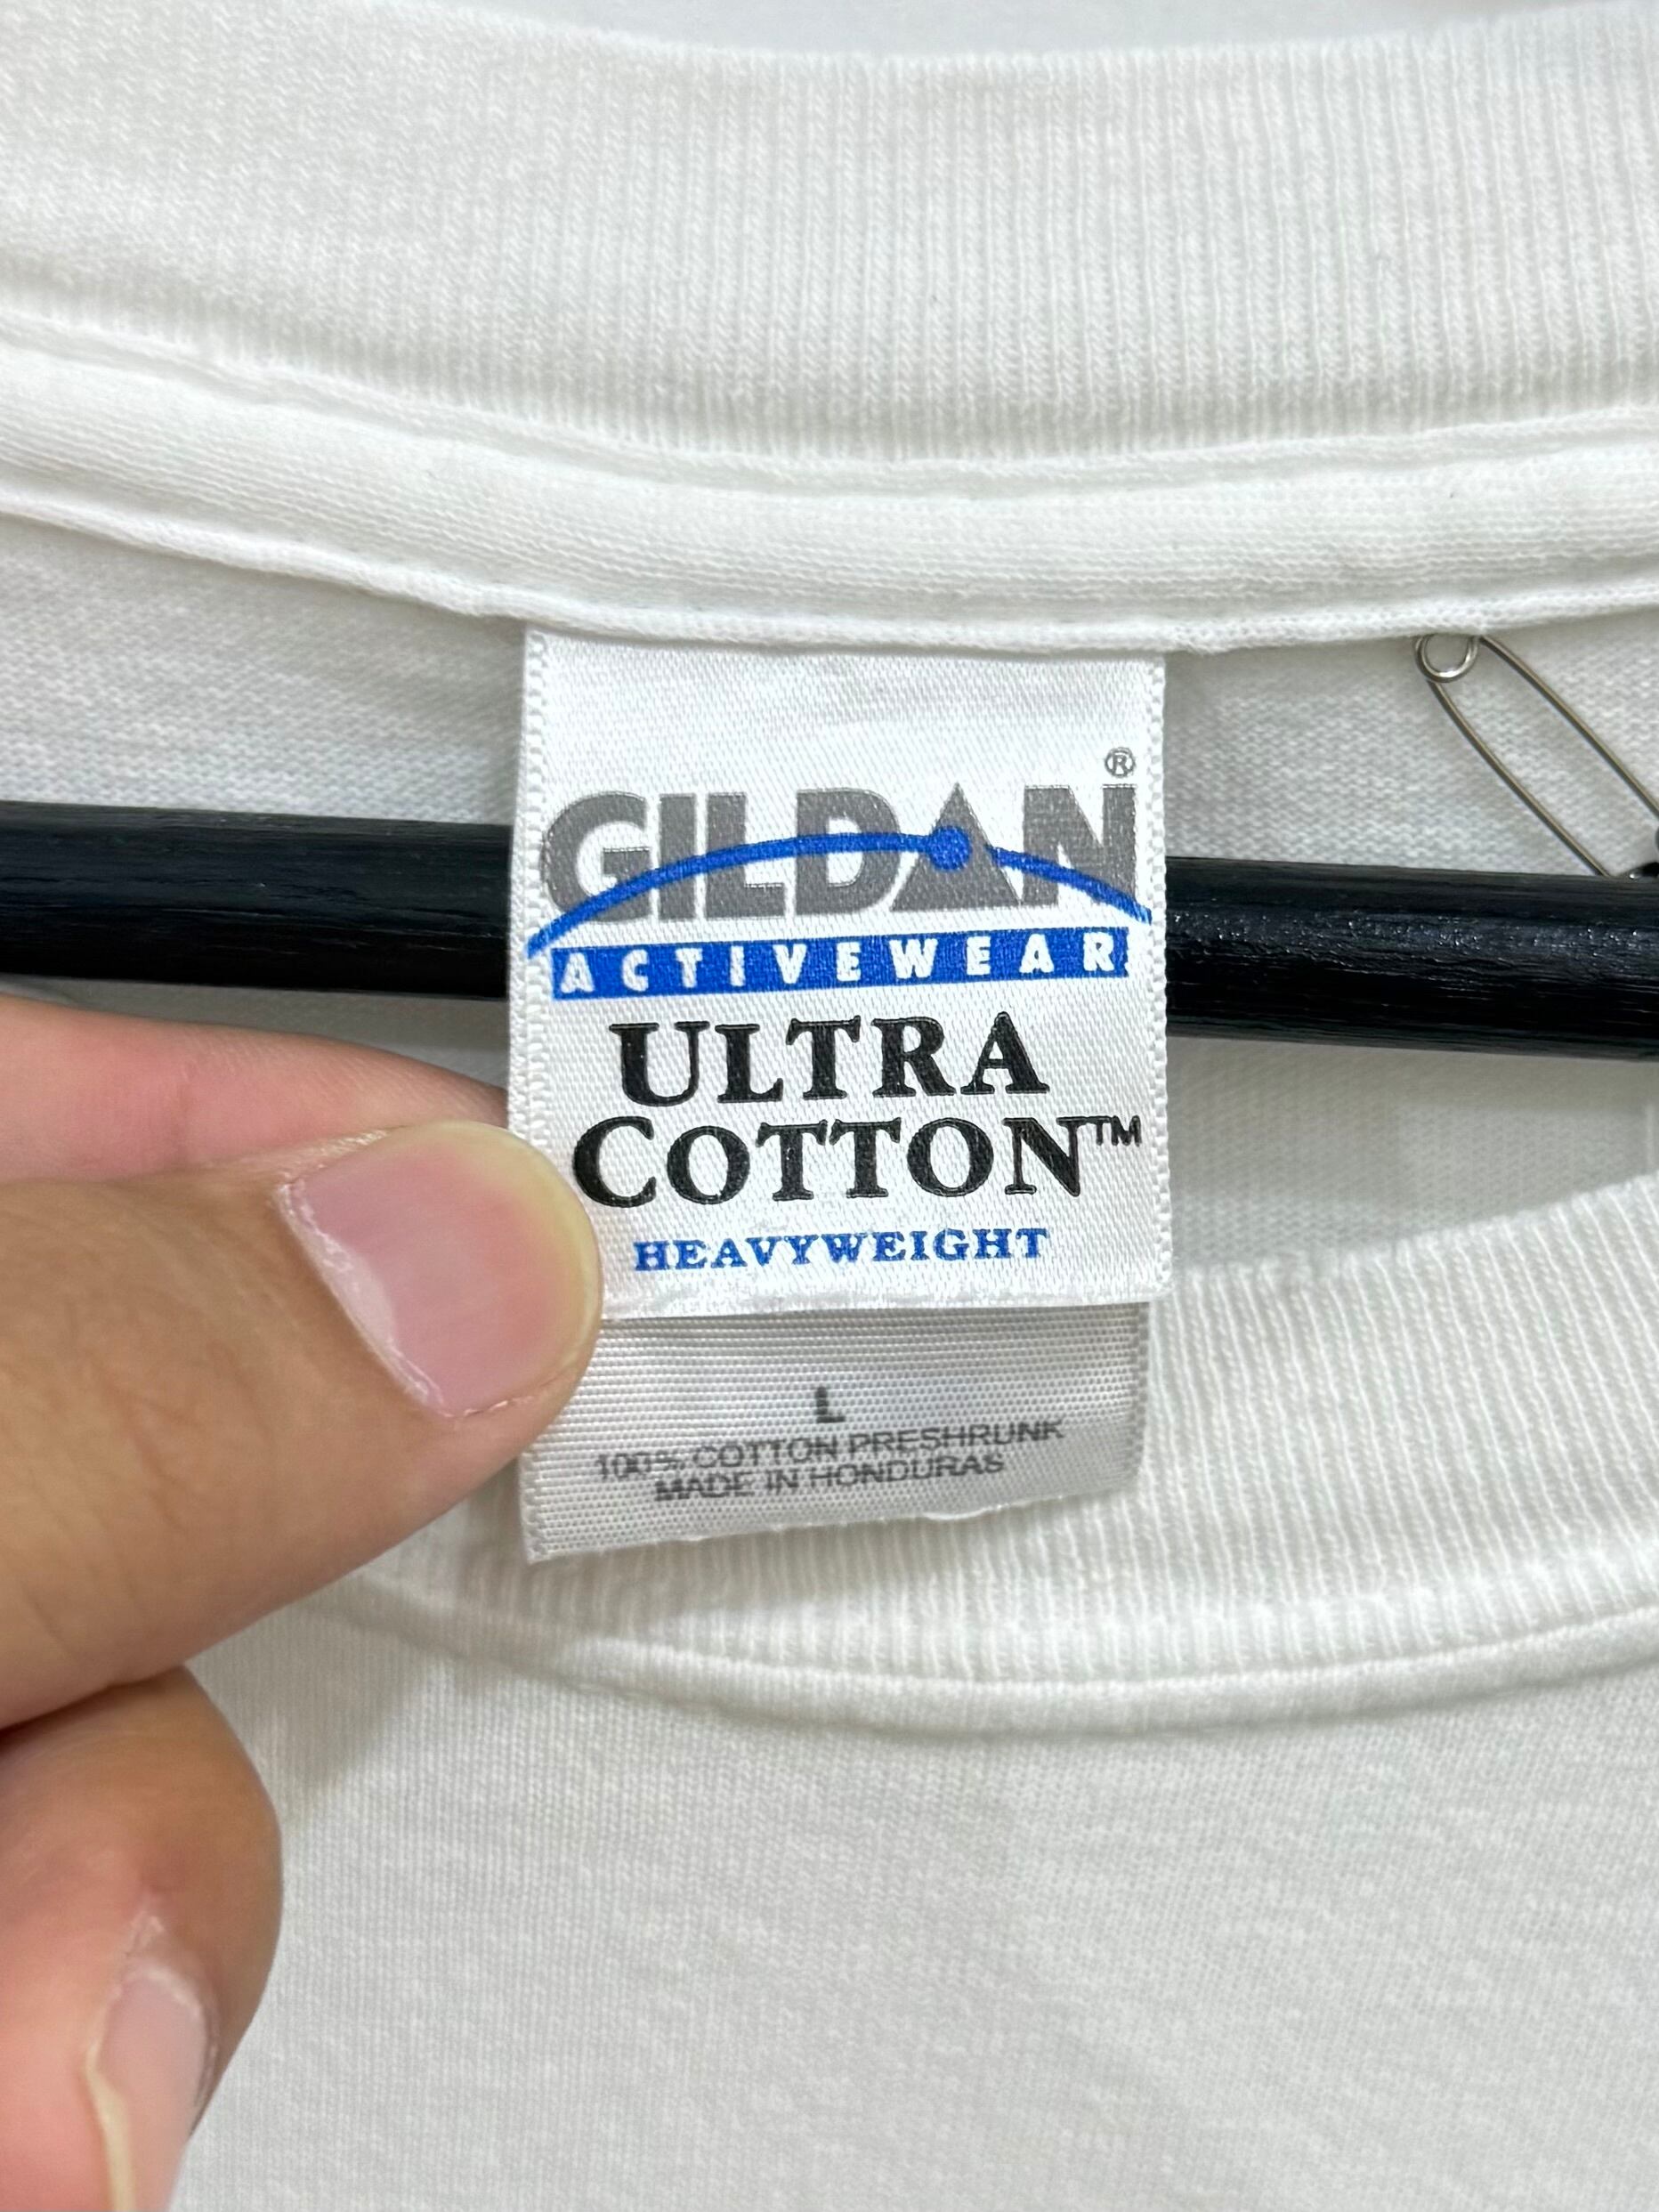 GILDAN®
ACTIVEWEAR
ULTRA
COTTON™
HEAVYWEIGHT
L
100% COTTON PRESHRUNK
MADE IN HONDURAS